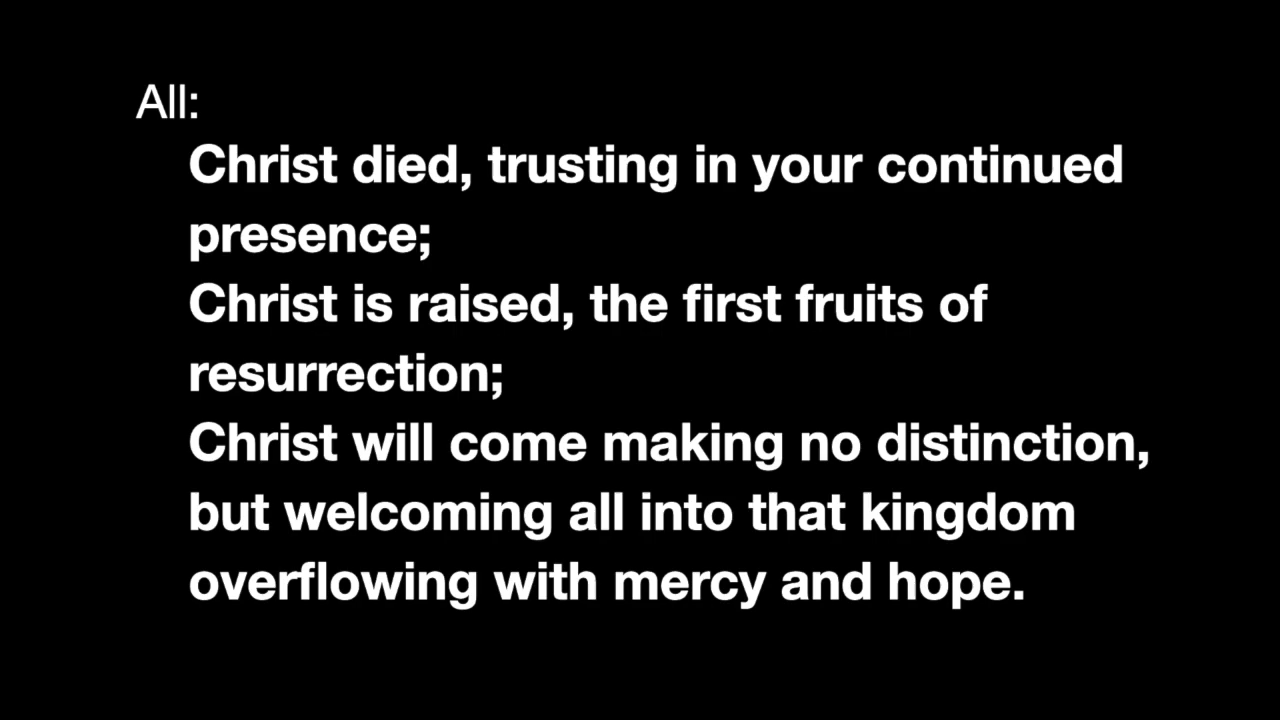 All:
Christ died, trusting in your continued
presence;
Christ is raised, the first fruits of
resurrection;
Christ will come making no distinction,
but welcoming all into that kingdom
overflowing with mercy and hope.